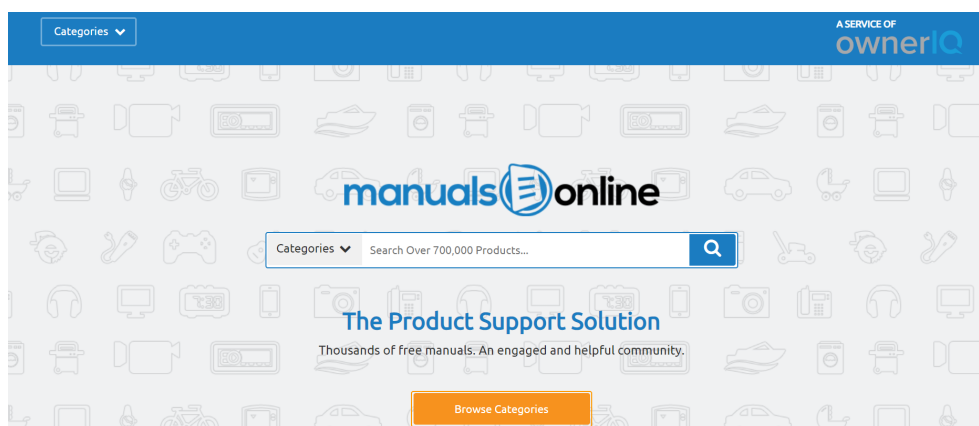 Categories
A SERVICE OF
ownerIQ
manuals online
Categories Search Over 700,000 Products...
The Product Support Solution
Thousands of free manuals. An engaged and helpful community.
Browse Categories